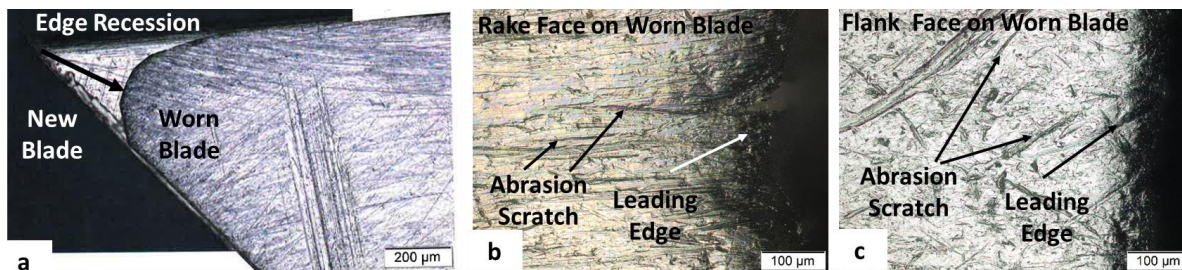 Edge Recession
New
Blade
Worn
Blade
200 µm
a
Rake Face on Worn Blade
Abrasion
Scratch
Leading
Edge
100 µm
b
Flank Face on Worn Blade
Abrasion
Scratch
Leading
Edge
100 µm
c